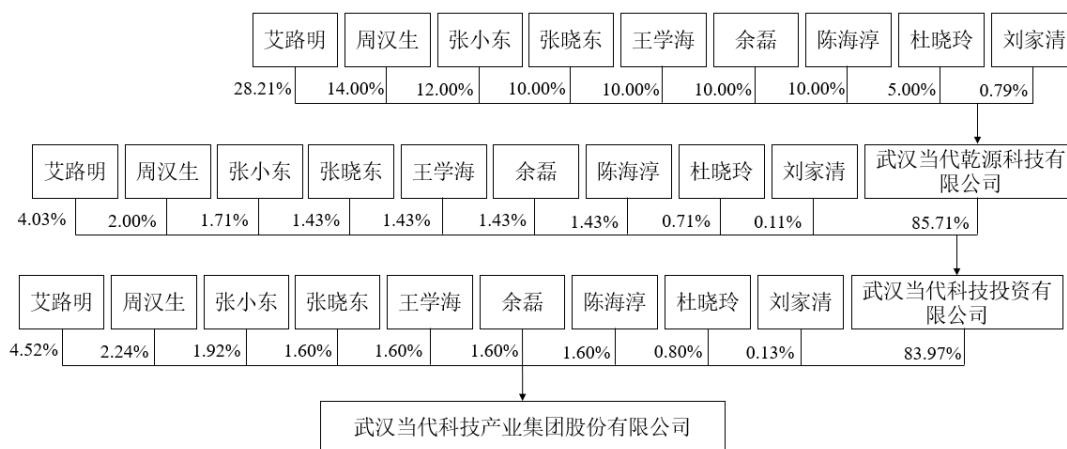 艾路明 周汉生 张小东 张晓东 王学海 余磊 陈海淳 杜晓玲 刘家清
28.21% 14.00% 12.00% 10.00% 10.00% 10.00% 10.00% 5.00% 0.79%
艾路明 周汉生 张小东 张晓东 王学海 余磊 陈海淳 杜晓玲 刘家清 武汉当代乾源科技有
限公司
4.03% 2.00% 1.71% 1.43% 1.43% 1.43% 1.43% 0.71% 0.11% 85.71%
艾路明 周汉生 张小东 张晓东 王学海 余磊 陈海淳 杜晓玲 刘家清 武汉当代科技投资有
限公司
4.52% 2.24% 1.92% 1.60% 1.60% 1.60% 1.60% 0.80% 0.13% 83.97%
武汉当代科技产业集团股份有限公司